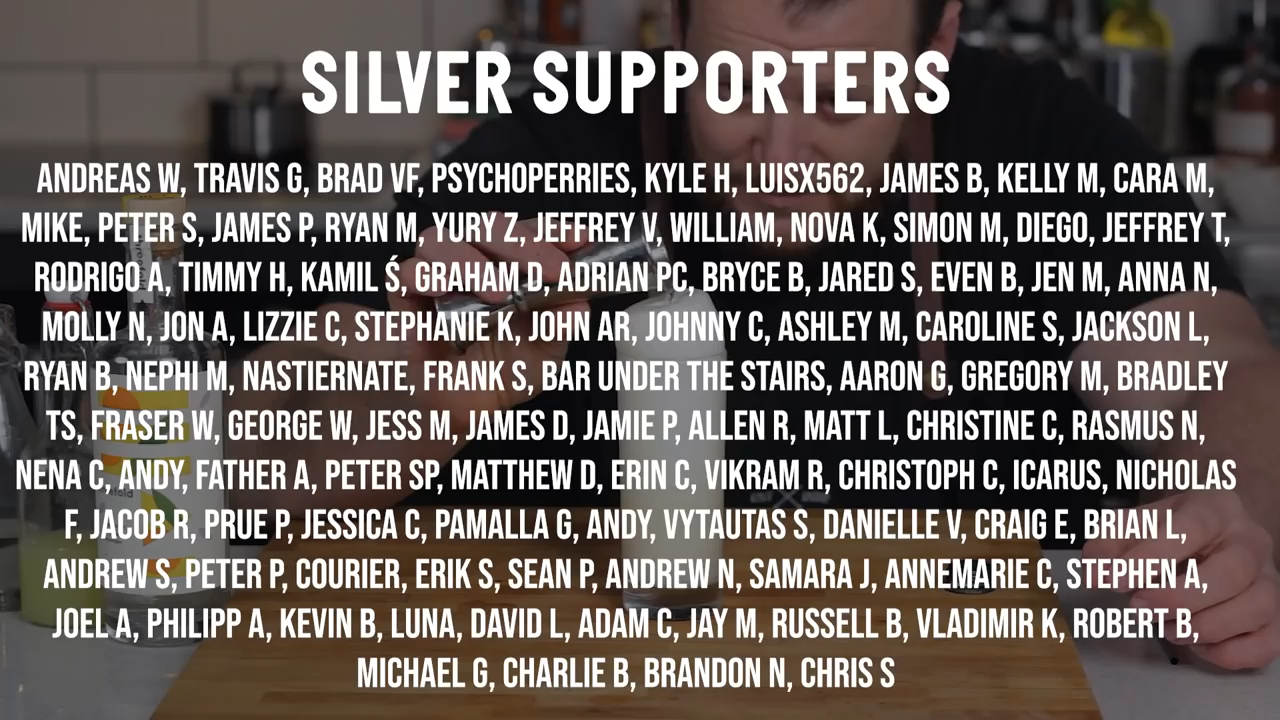 SILVER SUPPORTERS
ANDREAS W, TRAVIS G, BRAD VF, PSYCHOPERRIES, KYLE H, LUISX562, JAMES B, KELLY M, CARA M,
MIKE, PETER S, JAMES P, RYAN M, YURY Z, JEFFREY V, WILLIAM, NOVA K, SIMON M, DIEGO, JEFFREY T,
RODRIGO A, TIMMY H, KAMIL Ś, GRAHAM D, ADRIAN PC, BRYCE B, JARED S, EVEN B, JEN M, ANNA N,
MOLLY N, JON A, LIZZIE C, STEPHANIE K, JOHN AR, JOHNNY C, ASHLEY M, CAROLINE S, JACKSON L,
RYAN B, NEPHI M, NASTIERNATE, FRANK S, BAR UNDER THE STAIRS, AARON G, GREGORY M, BRADLEY
TS, FRASER W, GEORGE W, JESS M, JAMES D, JAMIE P, ALLEN R, MATT L, CHRISTINE C, RASMUS N,
NENA C, ANDY, FATHER A, PETER SP, MATTHEW D, ERIN C, VIKRAM R, CHRISTOPH C, ICARUS, NICHOLAS
F, JACOB R, PRUE P, JESSICA C, PAMALLA G, ANDY, VYTAUTAS S, DANIELLE V, CRAIG E, BRIAN L,
ANDREW S, PETER P, COURIER, ERIK S, SEAN P, ANDREW N, SAMARA J, ANNEMARIE C, STEPHEN A,
JOEL A, PHILIPP A, KEVIN B, LUNA, DAVID L, ADAM C, JAY M, RUSSELL B, VLADIMIR K, ROBERT B,
MICHAEL G, CHARLIE B, BRANDON N, CHRIS S